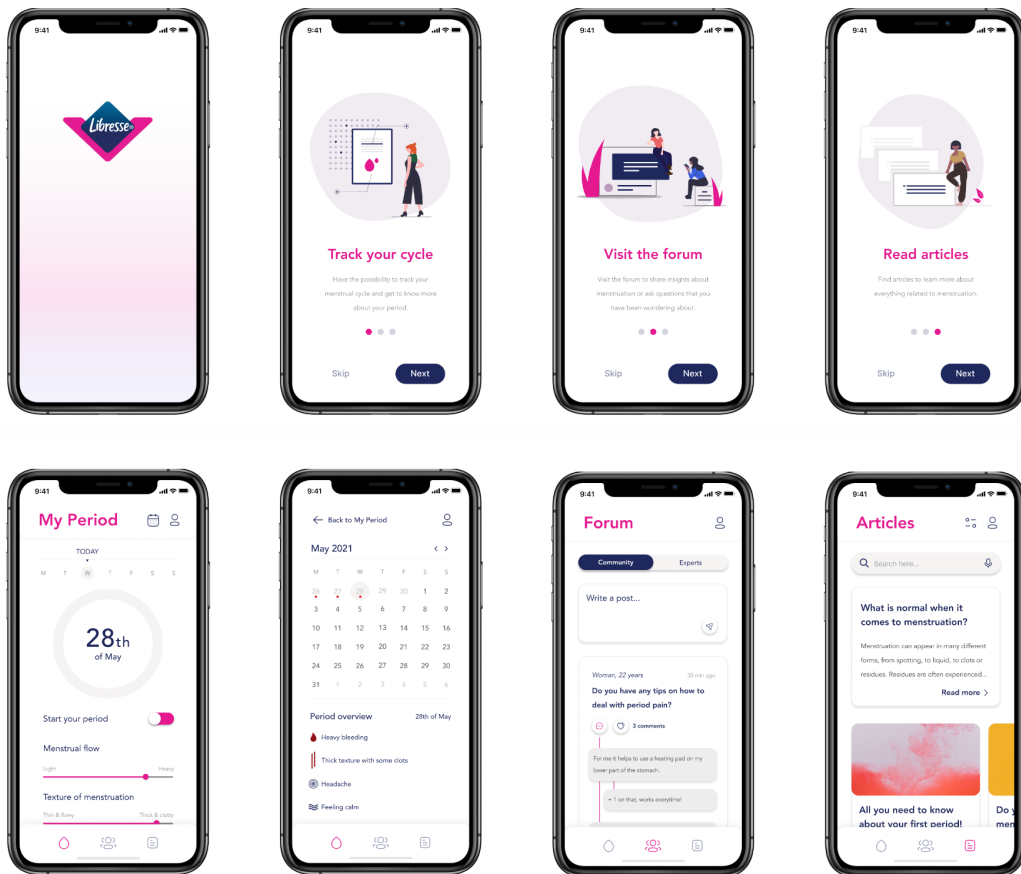 9:41
Libresse
9:41
Track your cycle
Have the possibility to track your
menstrual cycle and get to know more
about your period.
Skip
Next
9:41
Visit the forum
Visit the forum to share insights about
menstruation or ask questions that you
have been wondering about.
Skip
Next
9:41
Read articles
Find articles to learn more about
everything related to menstruation.
Skip
Next
9:41
My Period
TODAY
M T W T F S S
28th
of May
Start your period
Menstrual flow
Light Heavy
Texture of menstruation
Thin & flowy Thick & clotty
9:41
Back to My Period
May 2021
M T W T F S S
26 27 28 29 30 1 2
3 4 5 6 7 8 9
10 11 12 13 14 15 16
17 18 19 20 21 22 23
24 25 26 27 28 29 30
31 1 2 3 4 5 6
Period overview 28th of May
Heavy bleeding
Thick texture with some clots
Headache
Feeling calm
9:41
Forum
Community Experts
Write a post...
Woman, 22 years 30 min ago
Do you have any tips on how to
deal with period pain?
3 comments
For me it helps to use a heating pad on my
lower part of the stomach.
+ 1 on that, works everytime!
9:41
Articles
Search here...
What is normal when it
comes to menstruation?
Menstruation can appear in many different
forms, from spotting, to liquid, to clots or
residues. Residues are often experienced...
Read more
All you need to know
about your first period!
Do